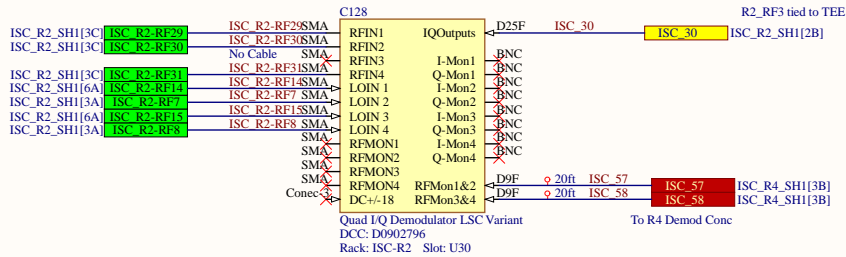 C128
R2_RF3 tied to TEE
ISC_R2_SH1[3C] ISC_R2-RF29 ISC_R2-RF29 SMA RFIN1 IQOutputs D25F ISC_30 ISC_30 ISC_R2_SH1[2B]
ISC_R2_SH1[3C] ISC_R2-RF30 ISC_R2-RF30 SMA RFIN2
No Cable SMA RFIN3 I-Mon1 BNC
ISC_R2_SH1[3C] ISC_R2-RF31 ISC_R2-RF31 SMA RFIN4 Q-Mon1 BNC
ISC_R2_SH1[6A] ISC_R2-RF14 ISC_R2-RF14 SMA LOIN 1 I-Mon2 BNC
ISC_R2_SH1[3A] ISC_R2-RF7 ISC_R2-RF7 SMA LOIN 2 Q-Mon2 BNC
ISC_R2_SH1[6A] ISC_R2-RF15 ISC_R2-RF15 SMA LOIN 3 I-Mon3 BNC
ISC_R2_SH1[3A] ISC_R2-RF8 ISC_R2-RF8 SMA LOIN 4 Q-Mon3 BNC
SMA RFMON1 I-Mon4 BNC
SMA RFMON2 Q-Mon4 BNC
SMA RFMON3
SMA RFMON4 RFMon1&2 D9F 20ft ISC_57 ISC_57 ISC_R4_SH1[3B]
Conec-3 DC+/-18 RFMon3&4 D9F 20ft ISC_58 ISC_58 ISC_R4_SH1[3B]
Quad I/Q Demodulator LSC Variant
To R4 Demod Conc
DCC: D0902796
Rack: ISC-R2 Slot: U30